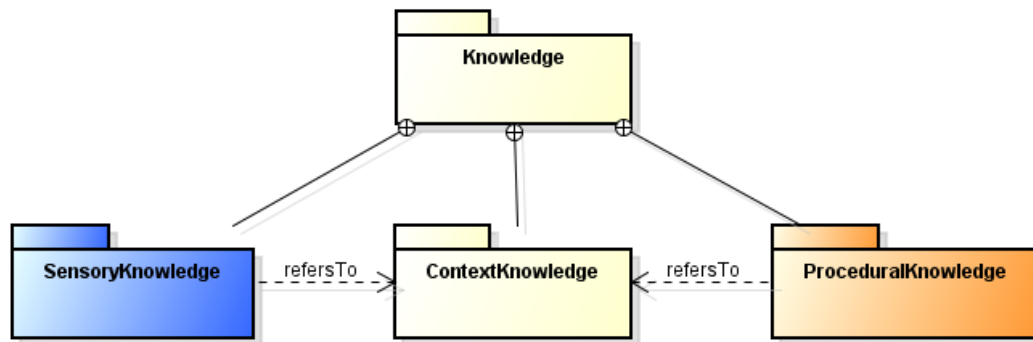 Knowledge
SensoryKnowledge
refersTo
ContextKnowledge
refersTo
ProceduralKnowledge